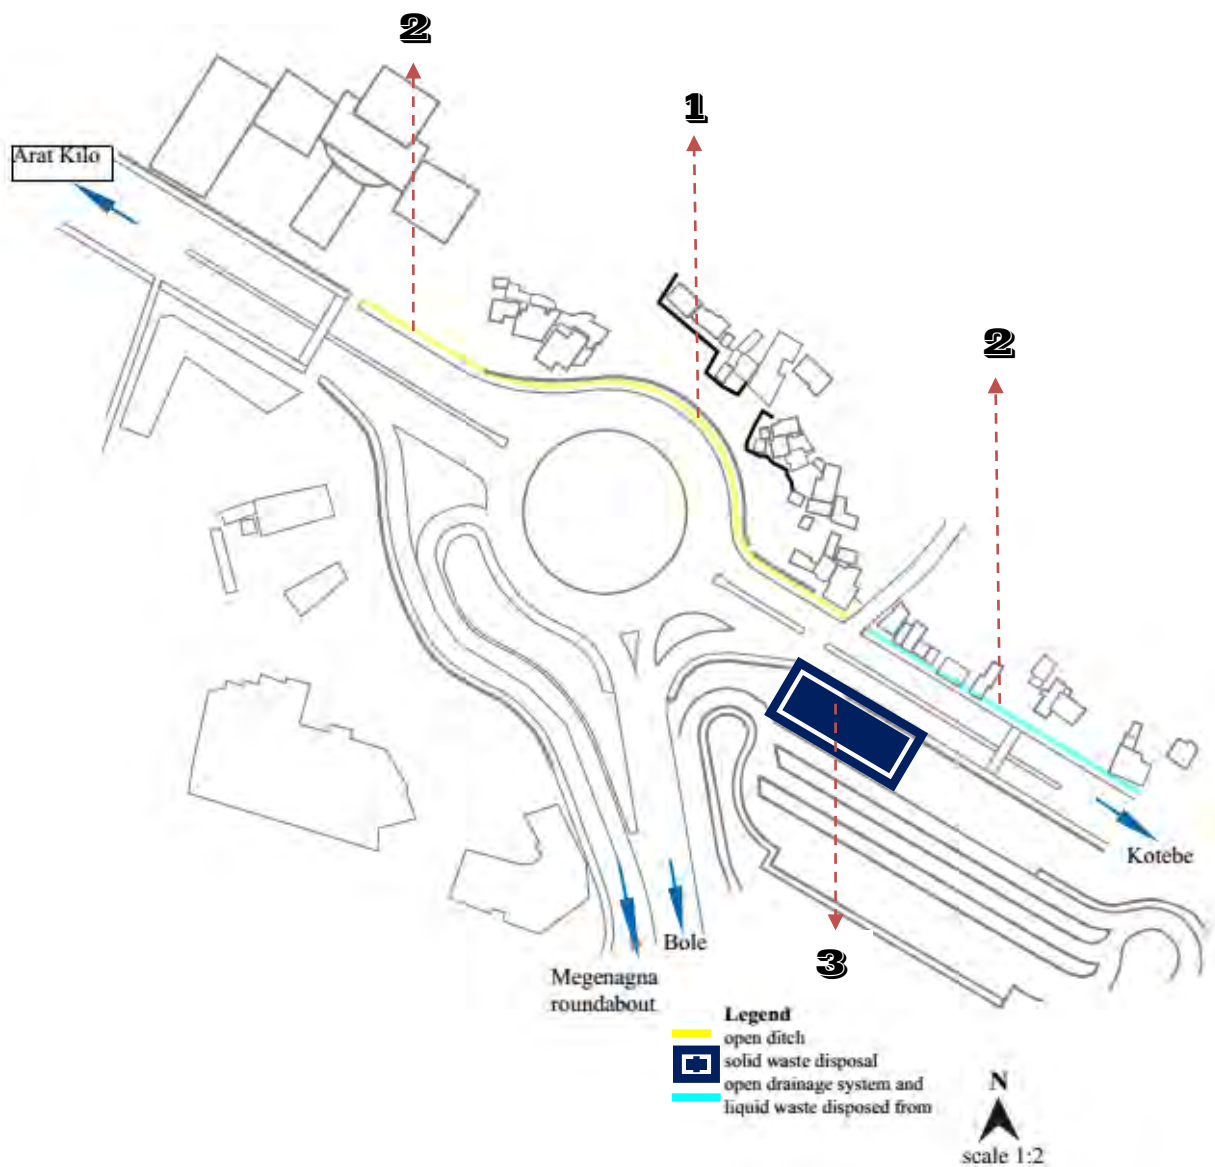 2
1
Arat Kilo
2
Kotebe
Bole
3
Megenagna
roundabout
Legend
open ditch
solid waste disposal
open drainage system and
liquid waste disposed from
N
scale 1:2